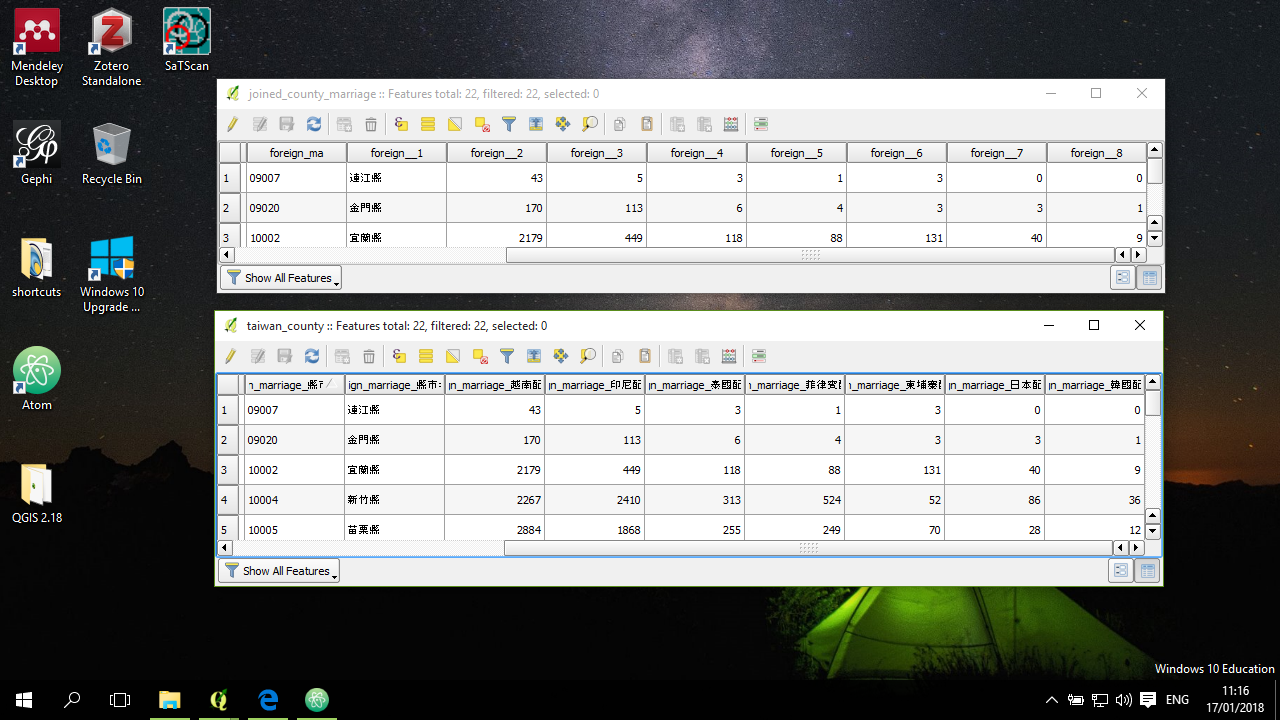 Mendeley Desktop
Zotero Standalone
SaTScan
Gephi
Recycle Bin
shortcuts
Windows 10 Upgrade ...
Atom
QGIS 2.18
joined_county_marriage :: Features total: 22, filtered: 22, selected: 0
foreign_ma foreign__1 foreign__2 foreign__3 foreign__4 foreign__5 foreign__6 foreign__7 foreign__8
1 09007 連江縣 43 5 3 1 3 0 0
2 09020 金門縣 170 113 6 4 3 3 1
3 10002 宜蘭縣 2179 449 118 88 131 40 9
Show All Features
taiwan_county :: Features total: 22, filtered: 22, selected: 0
n_marriage_縣市 ign_marriage_縣市 gn_marriage_越南配 gn_marriage_印尼配 gn_marriage_泰國配 n_marriage_菲律賓 n_marriage_柬埔寨 gn_marriage_日本配 gn_marriage_韓國配
1 09007 連江縣 43 5 3 1 3 0 0
2 09020 金門縣 170 113 6 4 3 3 1
3 10002 宜蘭縣 2179 449 118 88 131 40 9
4 10004 新竹縣 2267 2410 313 524 52 86 36
5 10005 苗栗縣 2884 1868 255 249 70 28 12
Show All Features
Windows 10 Education
ENG
11:16
17/01/2018